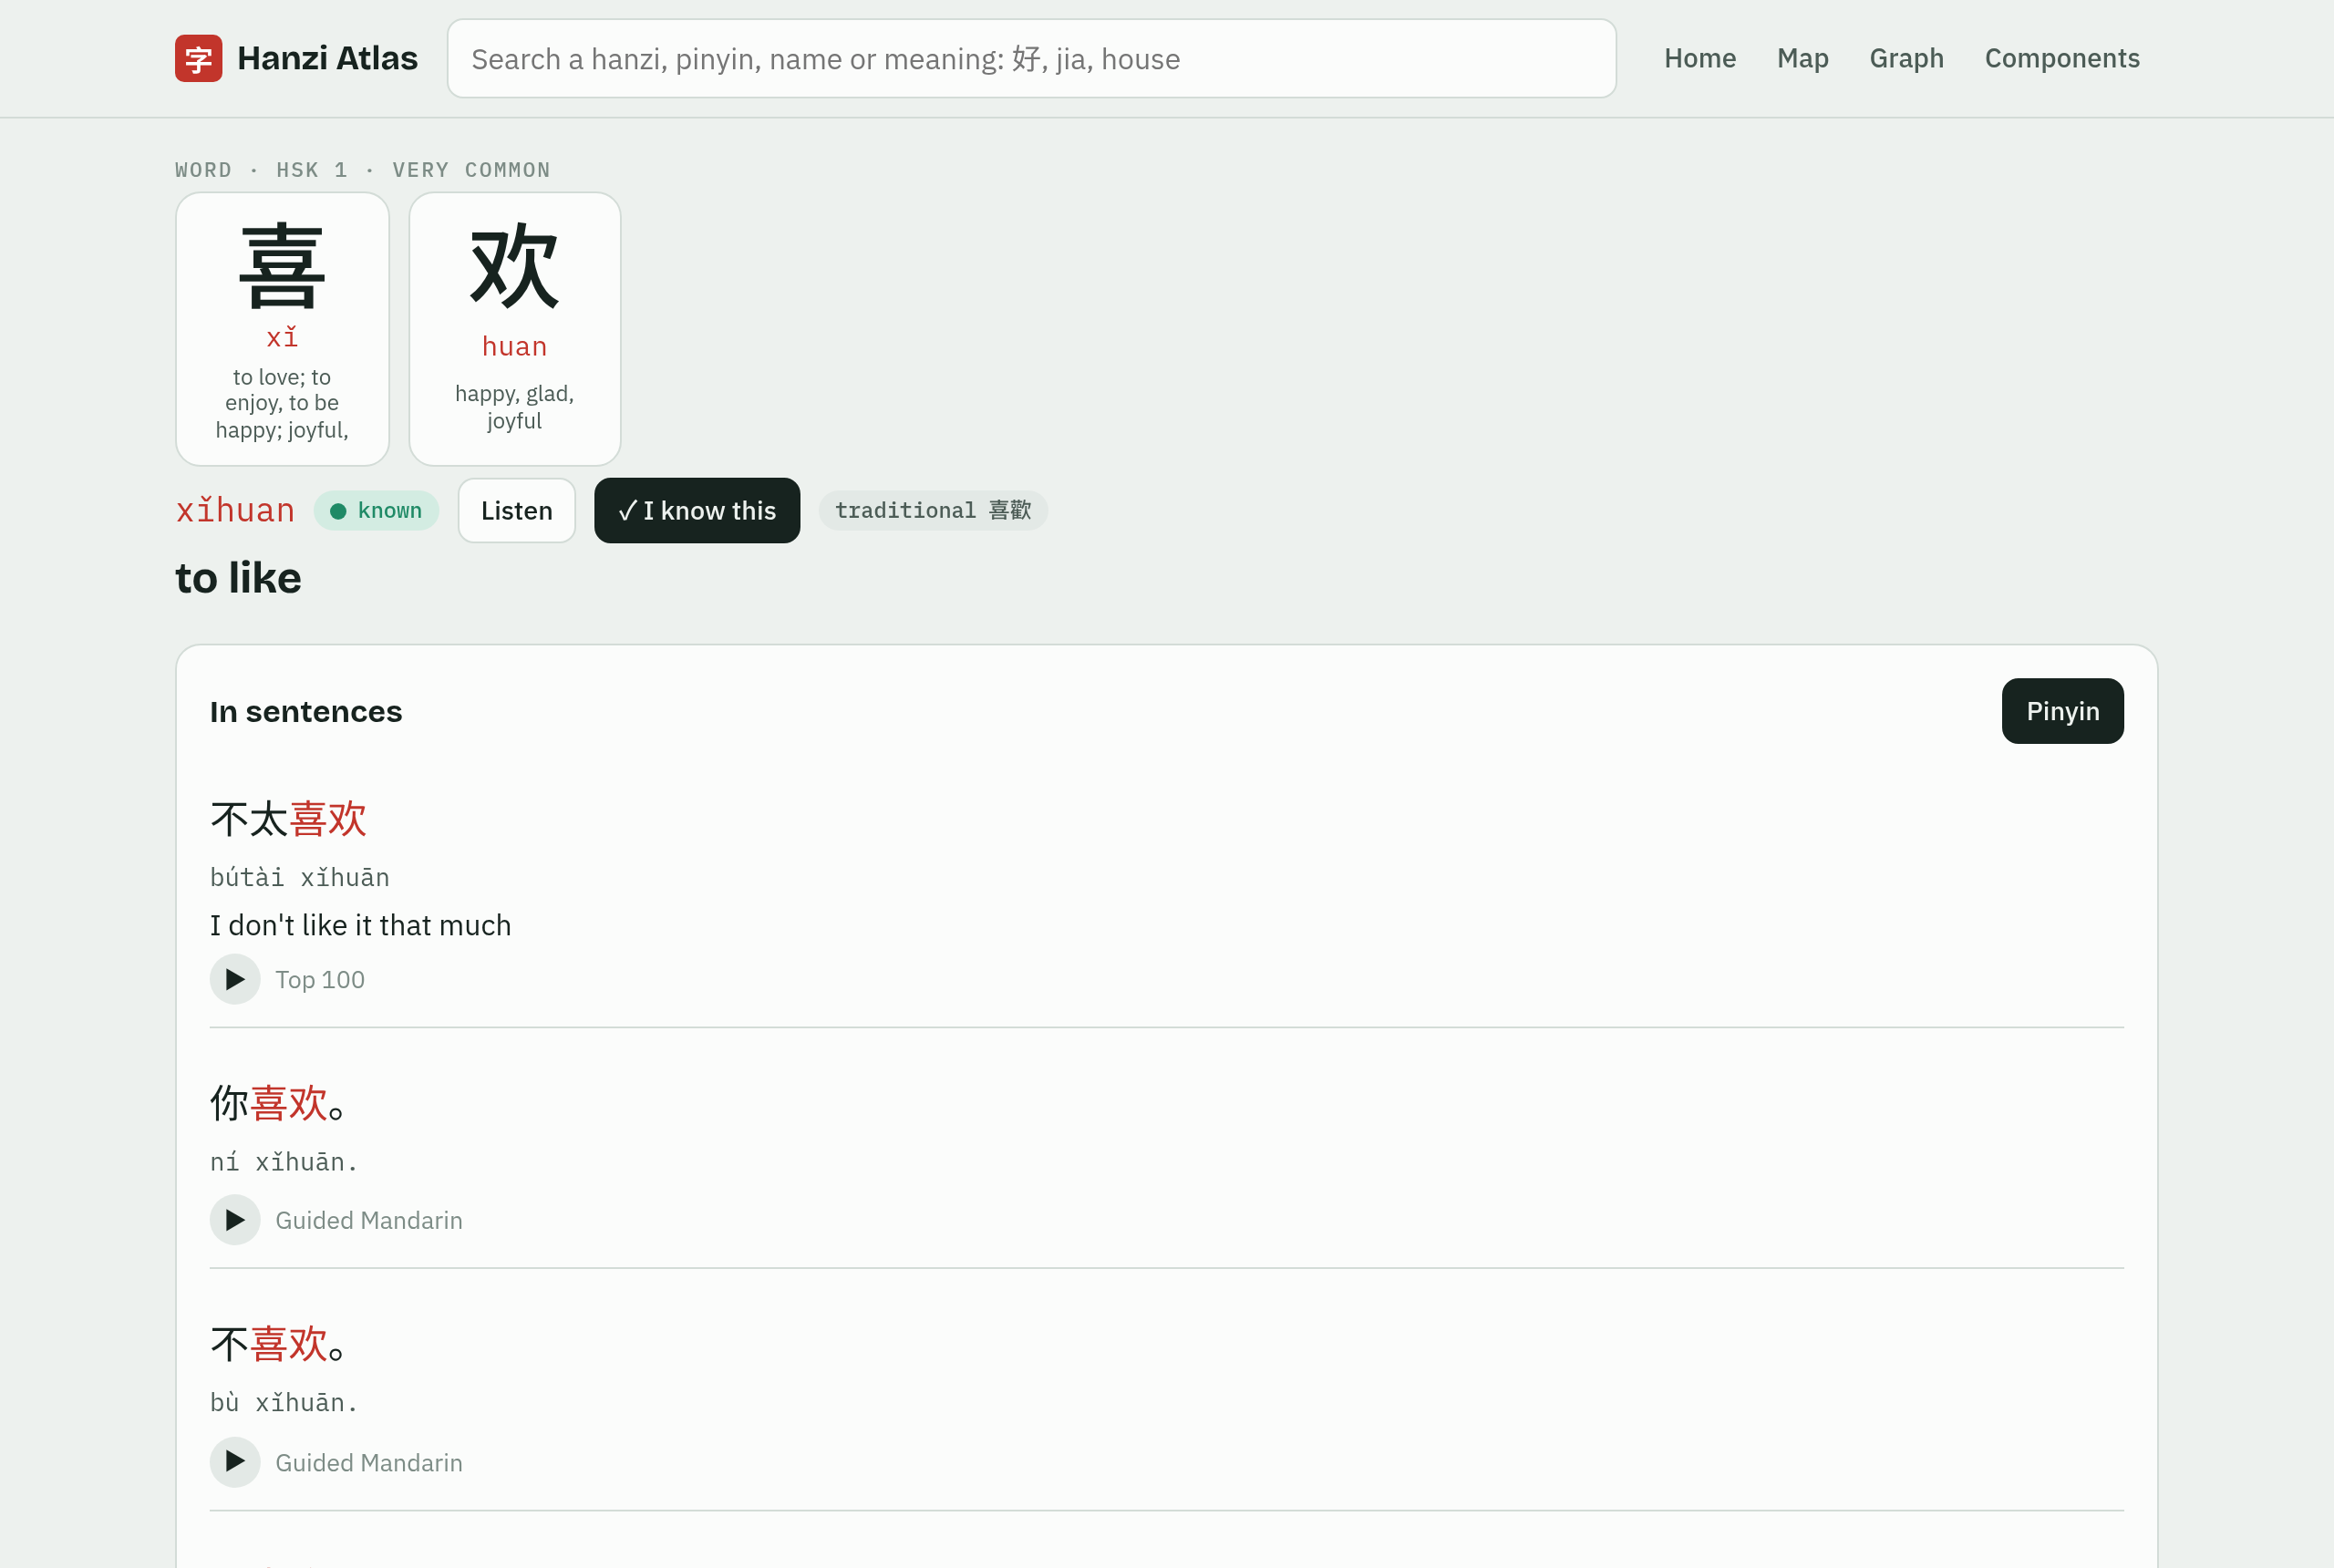 字 Hanzi Atlas
Search a hanzi, pinyin, name or meaning: 好, jia, house
Home Map Graph Components
WORD · HSK 1 · VERY COMMON
喜
xǐ
to love; to
enjoy, to be
happy; joyful,
欢
huan
happy, glad,
joyful
xǐhuan known Listen ✓ I know this traditional 喜歡
to like
In sentences
Pinyin
不太喜欢
bútài xǐhuān
I don't like it that much
Top 100
你喜欢。
ní xǐhuān.
Guided Mandarin
不喜欢。
bù xǐhuān.
Guided Mandarin